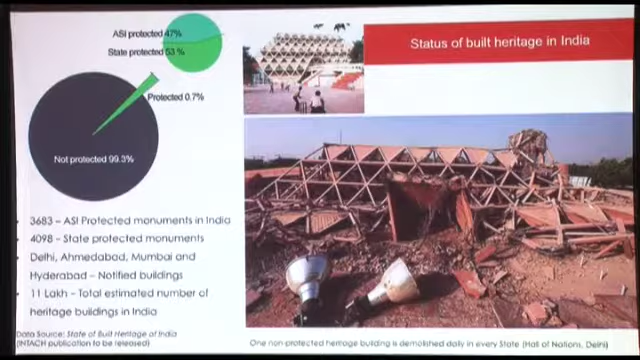 ASI protected 47%
State protected 53 %
Protected 0.7%
Not protected 99.3%
Status of built heritage in India
3683 – ASI Protected monuments in India
4098 – State protected monuments
Delhi, Ahmedabad, Mumbai and
Hyderabad – Notified buildings
11 Lakh – Total estimated number of
heritage buildings in India
Data Source: State of Built Heritage of India
(INTACH publication to be released)
One non-protected heritage building is demolished daily in every State (Hall of Nations, Delhi)